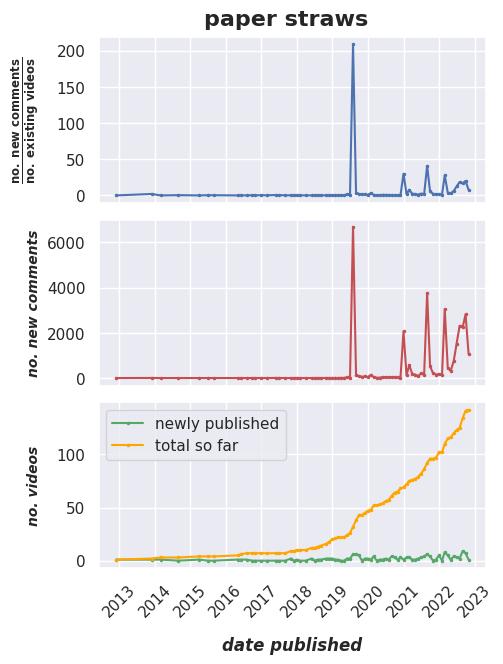 paper straws
no. new comments
no. existing videos
200
150
100
50
0
no. new comments
6000
4000
2000
0
no. videos
newly published
total so far
100
50
0
2013 2014 2015 2016 2017 2018 2019 2020 2021 2022 2023
date published